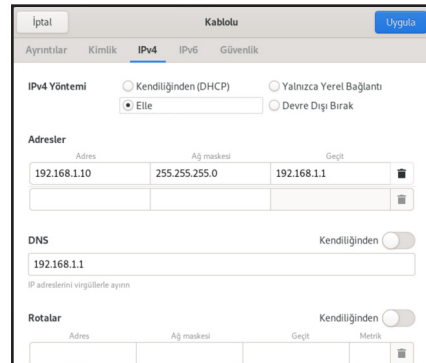 İptal Kablolu Uygula
Ayrıntılar Kimlik IPv4 IPv6 Güvenlik
IPv4 Yöntemi Kendiliğinden (DHCP) Yalnızca Yerel Bağlantı
Elle Devre Dışı Bırak
Adresler
Adres Ağ maskesi Geçit
192.168.1.10 255.255.255.0 192.168.1.1
DNS Kendiliğinden
192.168.1.1
IP adreslerini virgüllerle ayırın
Rotalar Kendiliğinden
Adres Ağ maskesi Geçit Metrik